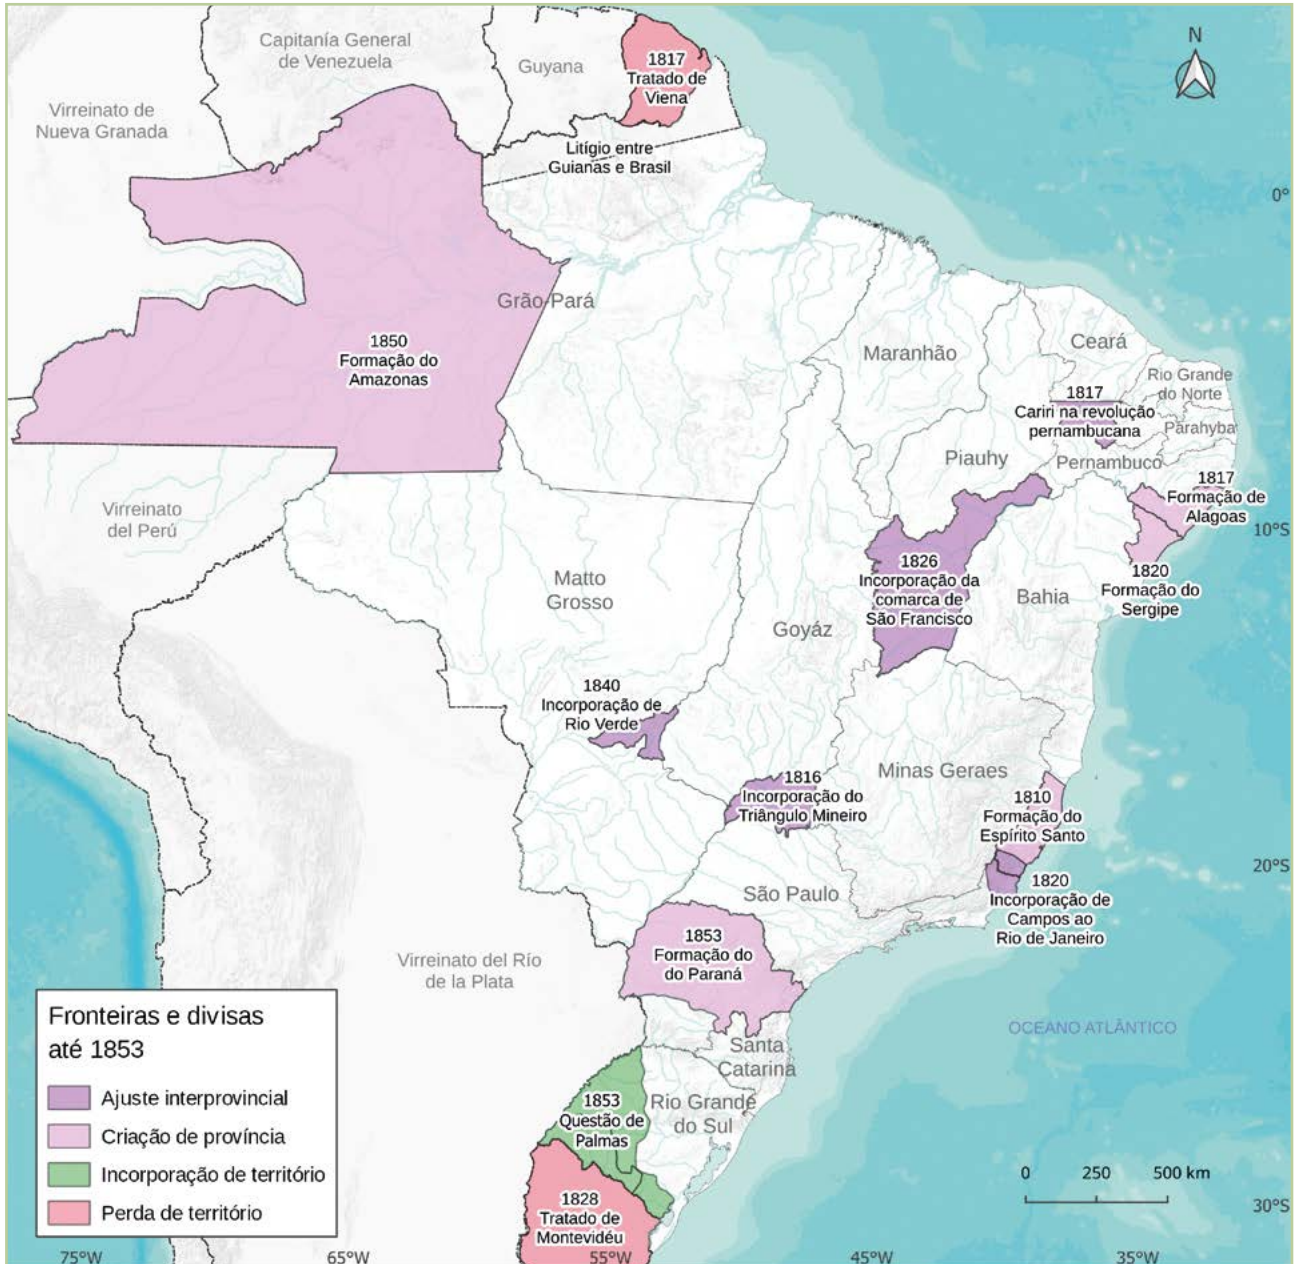 Capitanía General
de Venezuela
Guyana
1817
Tratado de
Viena
N
Virreinato de
Nueva Granada
Litígio entre
Guianas e Brasil
0°
Grão-Pará
1850
Formação do
Amazonas
Maranhão
Ceará
Rio Grande
do Norte
1817
Cariri na revolução
pernambucana
Parahyba
Piauhy
Pernambuco
1817
Formação de
Alagoas
Virreinato
del Perú
10°S
1826
Incorporação da
comarca de
São Francisco
1820
Formação do
Sergipe
Matto
Grosso
Bahia
Goyáz
1840
Incorporação de
Rio Verde
1816
Incorporação do
Triângulo Mineiro
Minas Geraes
1810
Formação do
Espírito Santo
20°S
1820
Incorporação de
Campos ao
Rio de Janeiro
São Paulo
1853
Formação do
do Paraná
Virreinato del Río
de la Plata
OCEANO ATLÂNTICO
Santa
Catarina
1853
Questão de
Palmas
Rio Grande
do Sul
1828
Tratado de
Montevidéu
Fronteiras e divisas
até 1853
Ajuste interprovincial
Criação de província
Incorporação de território
Perda de território
0 250 500 km
30°S
75°W 65°W 55°W 45°W 35°W